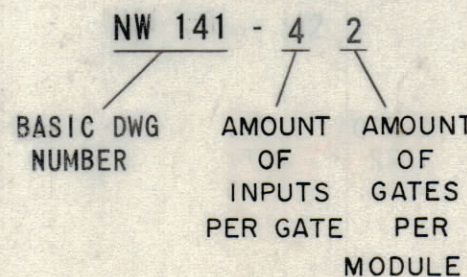 NW 141 - 4 2
BASIC DWG
NUMBER
AMOUNT
OF
INPUTS
PER GATE
AMOUNT
OF
GATES
PER
MODULE